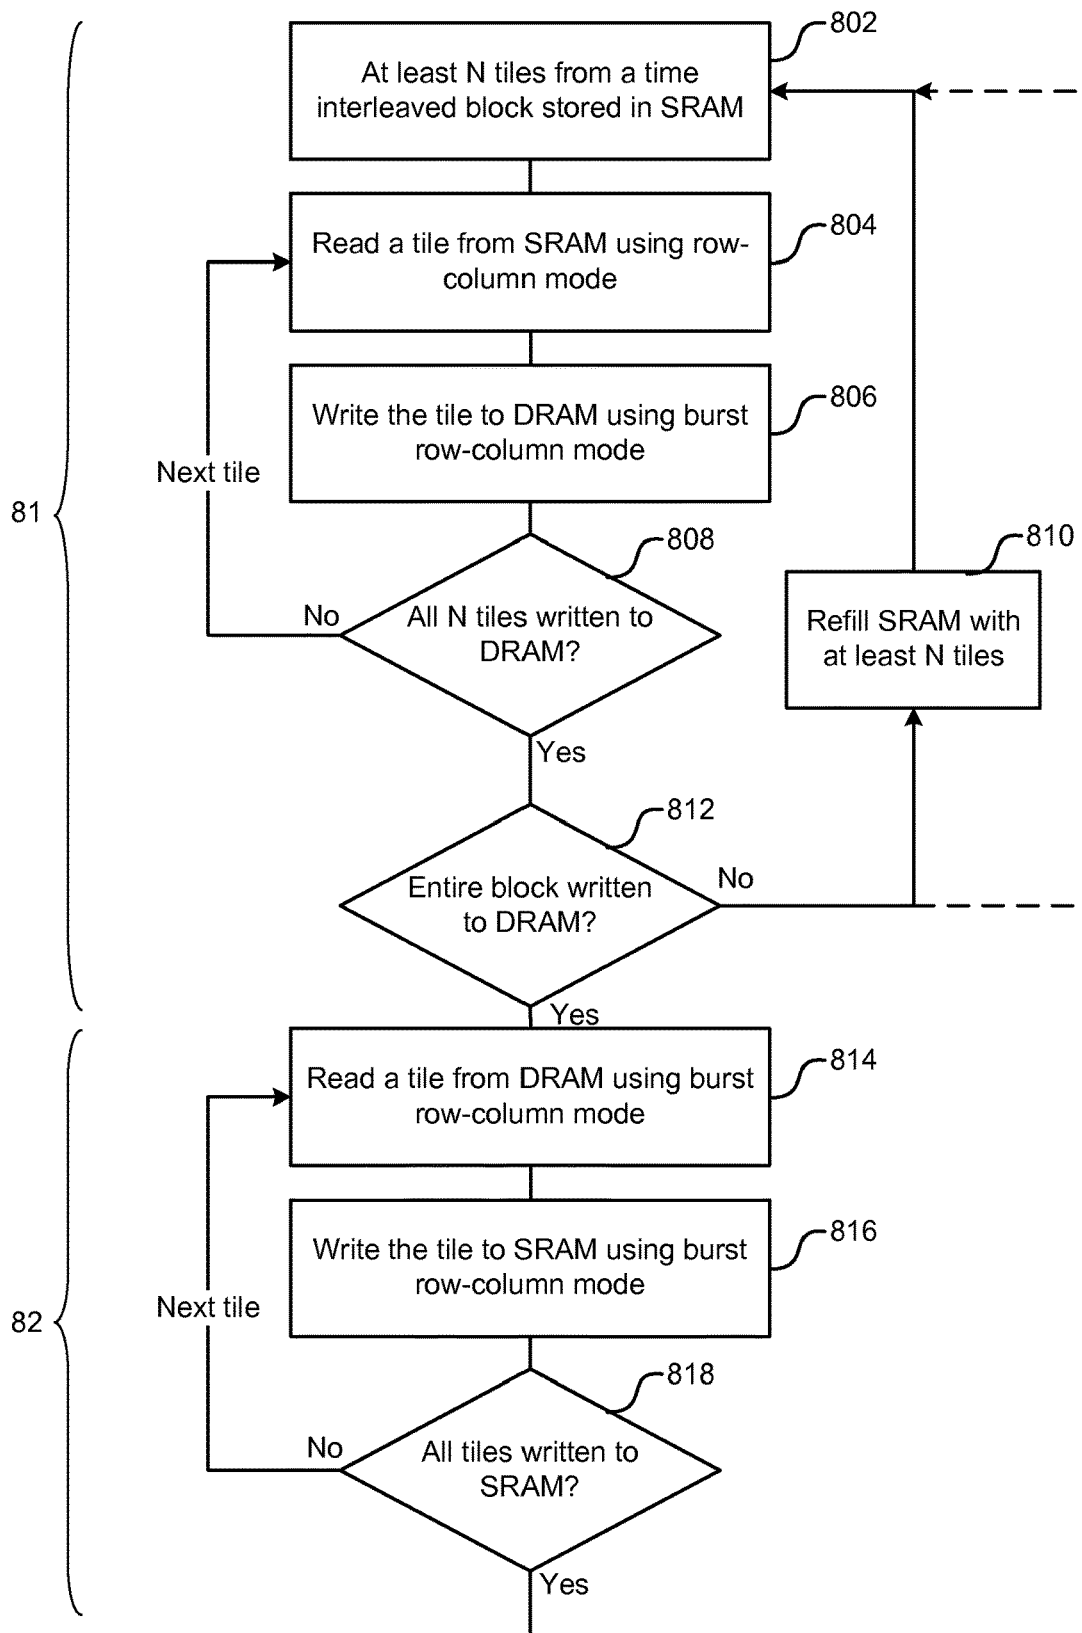 802
At least N tiles from a time
interleaved block stored in SRAM
804
Read a tile from SRAM using row-
column mode
806
Write the tile to DRAM using burst
row-column mode
Next tile
81
808
810
No
All N tiles written to
DRAM?
Refill SRAM with
at least N tiles
Yes
812
No
Entire block written
to DRAM?
Yes
814
Read a tile from DRAM using burst
row-column mode
816
Write the tile to SRAM using burst
row-column mode
Next tile
82
818
No
All tiles written to
SRAM?
Yes